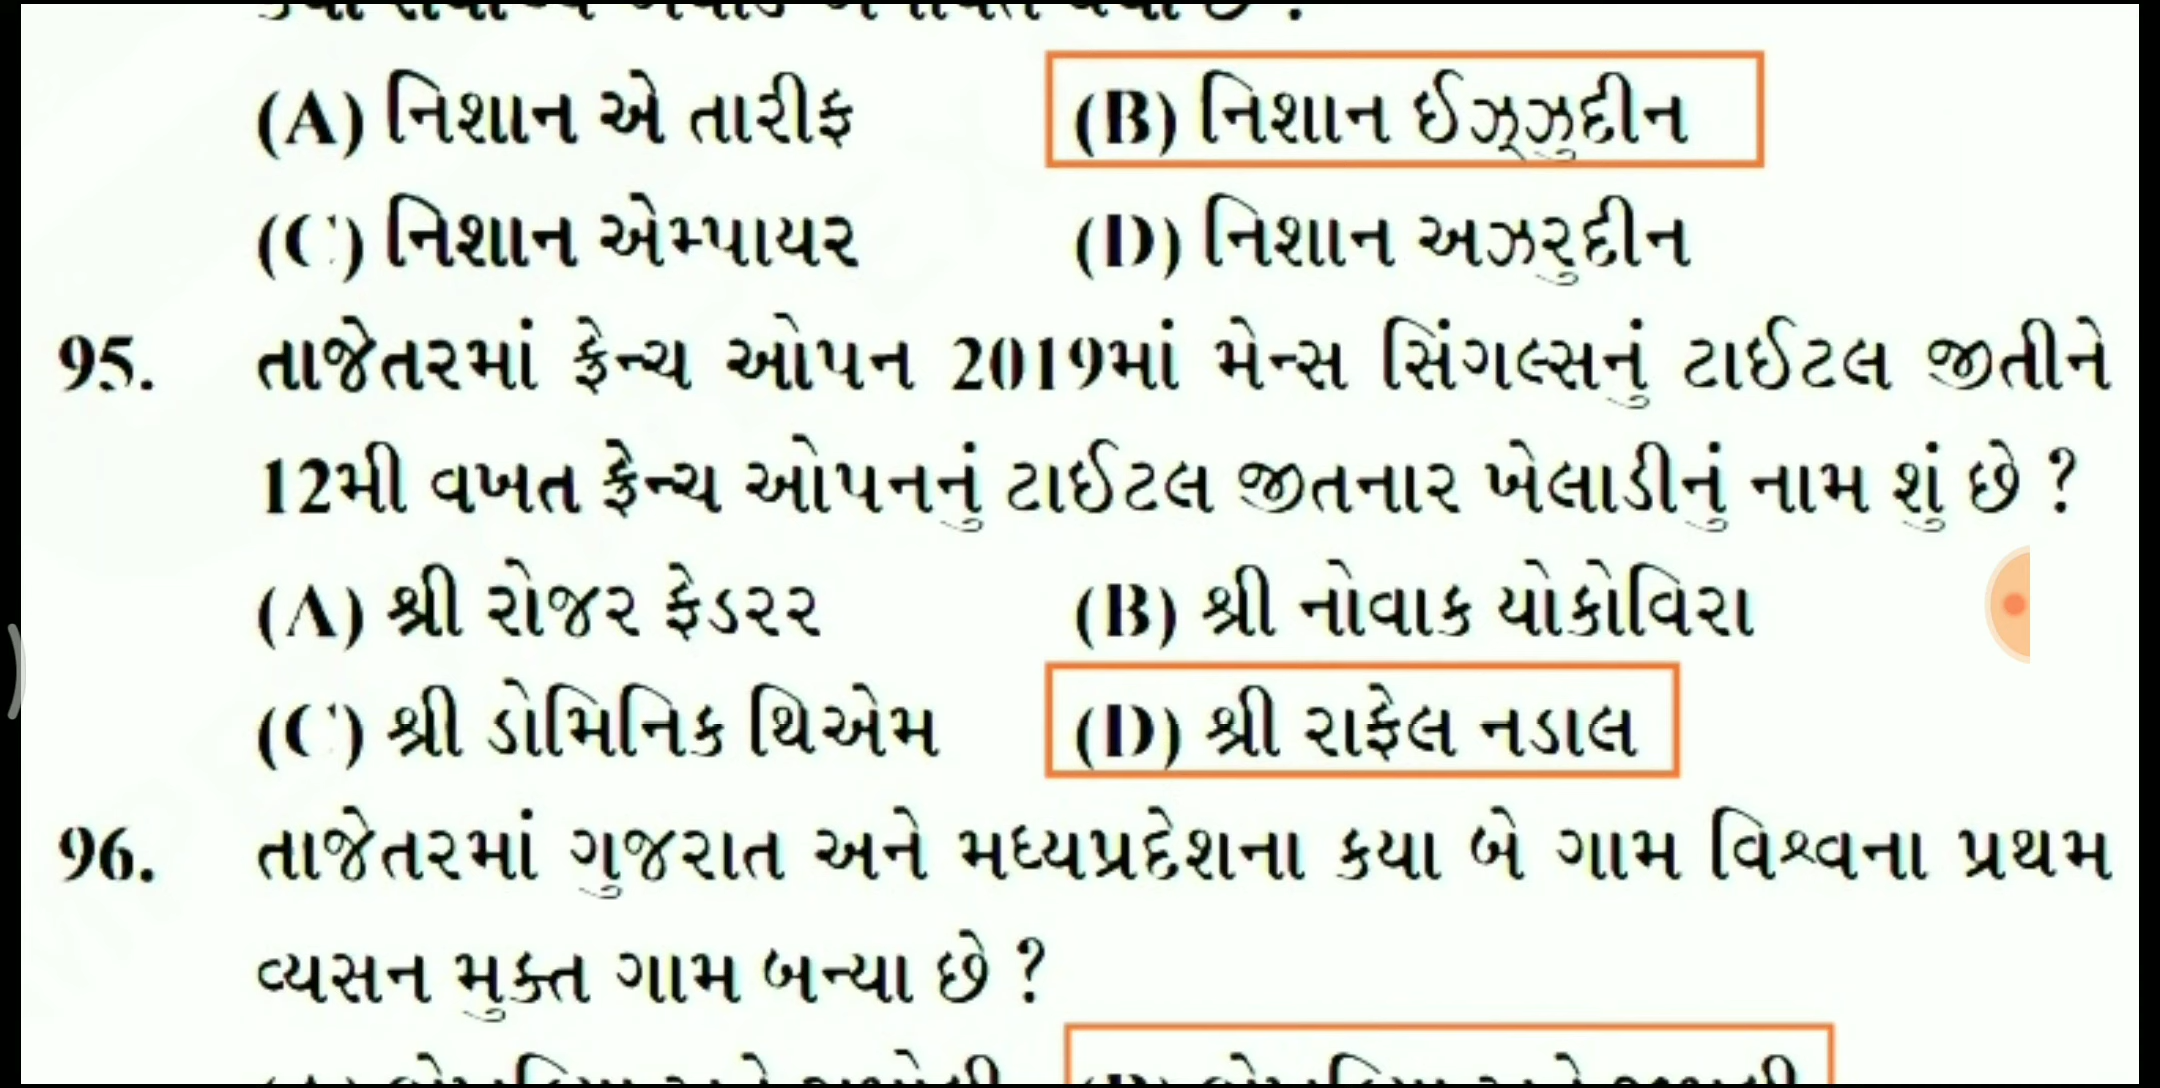 (A) નિશાન એ તારીફ (B) નિશાન ઈઝ્ઝુદીન
(C) નિશાન એમ્પાયર (D) નિશાન અઝરુદીન
95. તાજેતરમાં ફ્રેન્ચ ઓપન 2019માં મેન્સ સિંગલ્સનું ટાઈટલ જીતીને
12મી વખત ફ્રેન્ચ ઓપનનું ટાઈટલ જીતનાર ખેલાડીનું નામ શું છે ?
(A) શ્રી રોજર ફેડરર (B) શ્રી નોવાક યોકોવિરા
(C) શ્રી ડોમિનિક થિએમ (D) શ્રી રાફેલ નડાલ
96. તાજેતરમાં ગુજરાત અને મધ્યપ્રદેશના કયા બે ગામ વિશ્વના પ્રથમ
વ્યસન મુક્ત ગામ બન્યા છે ?